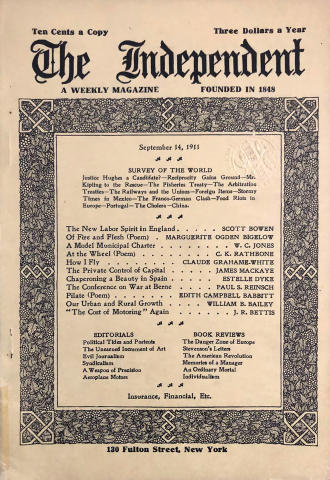 Ten Cents a Copy Three Dollars a Year
The Independent
A WEEKLY MAGAZINE FOUNDED IN 1848
September 14, 1911
SURVEY OF THE WORLD
Justice Hughes a Candidate?—Reciprocity Gains Ground—Mr.
Kipling to the Rescue—The Fisheries Treaty—The Arbitration
Treaties—The Railways and the Unions—Foreign Items—Stormy
Times in Mexico—The Franco-German Clash—Food Riots in
Europe—Portugal—The Cholera—China.
The New Labor Spirit in England . . . . . SCOTT BOWEN
Of Fire and Flesh (Poem) . MARGUERITE OGDEN BIGELOW
A Model Municipal Charter . . . . . . . W. C. JONES
At the Wheel (Poem) . . . . . . . C. K. RATHBONE
How I Fly . . . . . . . CLAUDE GRAHAME-WHITE
The Private Control of Capital . . . . . JAMES MACKAYE
Chaperoning a Beauty in Spain . . . . . ESTELLE DYKE
The Conference on War at Berne . . . PAUL S. REINSCH
Pilate (Poem) . . . . . EDITH CAMPBELL BABBITT
Our Urban and Rural Growth . . . . WILLIAM B. BAILEY
"The Cost of Motoring" Again . . . . . . J. R. BETTIS
EDITORIALS
Political Tides and Portents
The Unnamed Increment of Art
Evil Journalism
Syndicalism
A Weapon of Precision
Aeroplane Motors
BOOK REVIEWS
The Danger Zone of Europe
Stevenson's Letters
The American Revolution
Memories of a Manager
An Ordinary Mortal
Individualism
Insurance, Financial, Etc.
130 Fulton Street, New York